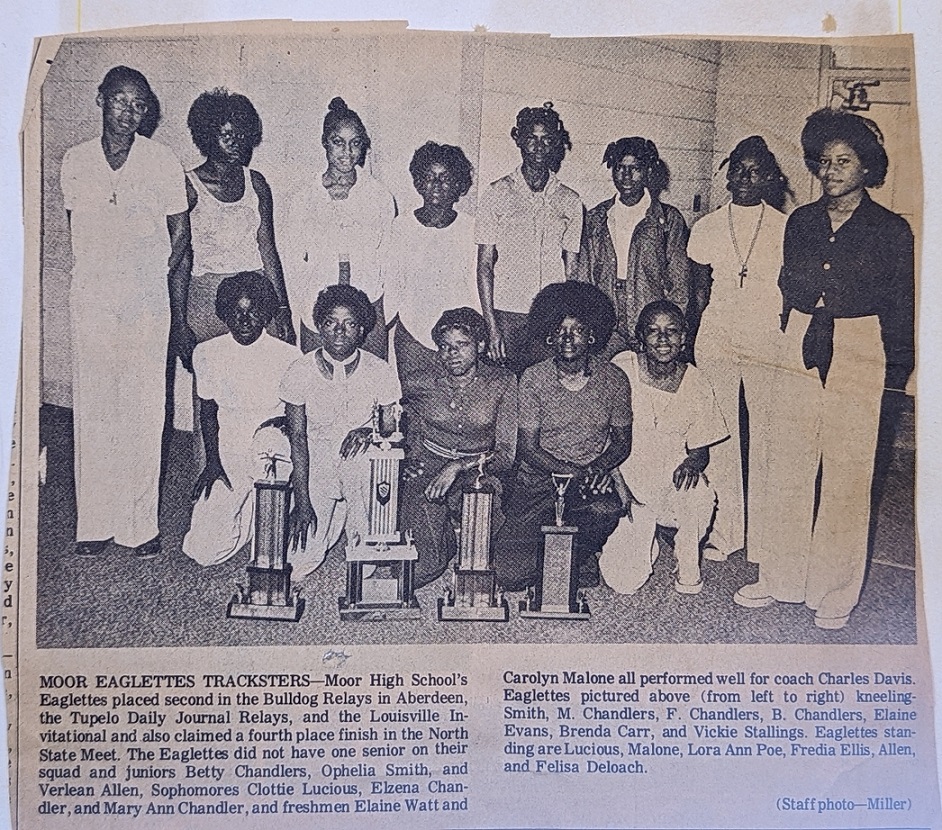 MOOR EAGLETTES TRACKSTERS—Moor High School's
Eaglettes placed second in the Bulldog Relays in Aberdeen,
the Tupelo Daily Journal Relays, and the Louisville In-
vitational and also claimed a fourth place finish in the North
State Meet. The Eaglettes did not have one senior on their
squad and juniors Betty Chandlers, Ophelia Smith, and
Verlean Allen, Sophomores Clottie Lucious, Elzena Chan-
dler, and Mary Ann Chandler, and freshmen Elaine Watt and
Carolyn Malone all performed well for coach Charles Davis.
Eaglettes pictured above (from left to right) kneeling-
Smith, M. Chandlers, F. Chandlers, B. Chandlers, Elaine
Evans, Brenda Carr, and Vickie Stallings. Eaglettes stan-
ding are Lucious, Malone, Lora Ann Poe, Fredia Ellis, Allen,
and Felisa Deloach.
(Staff photo—Miller)